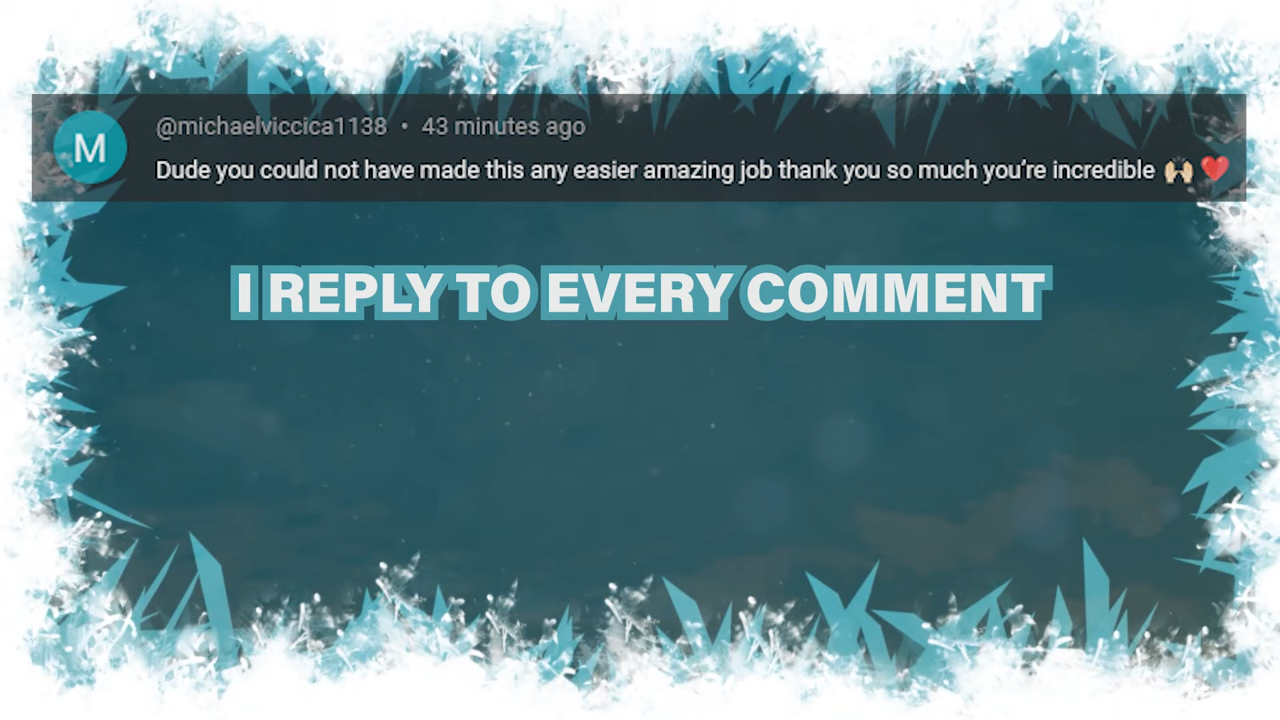 M
@michaelviccica1138 • 43 minutes ago
Dude you could not have made this any easier amazing job thank you so much you’re incredible 🙌🏼 ❤️
I REPLY TO EVERY COMMENT